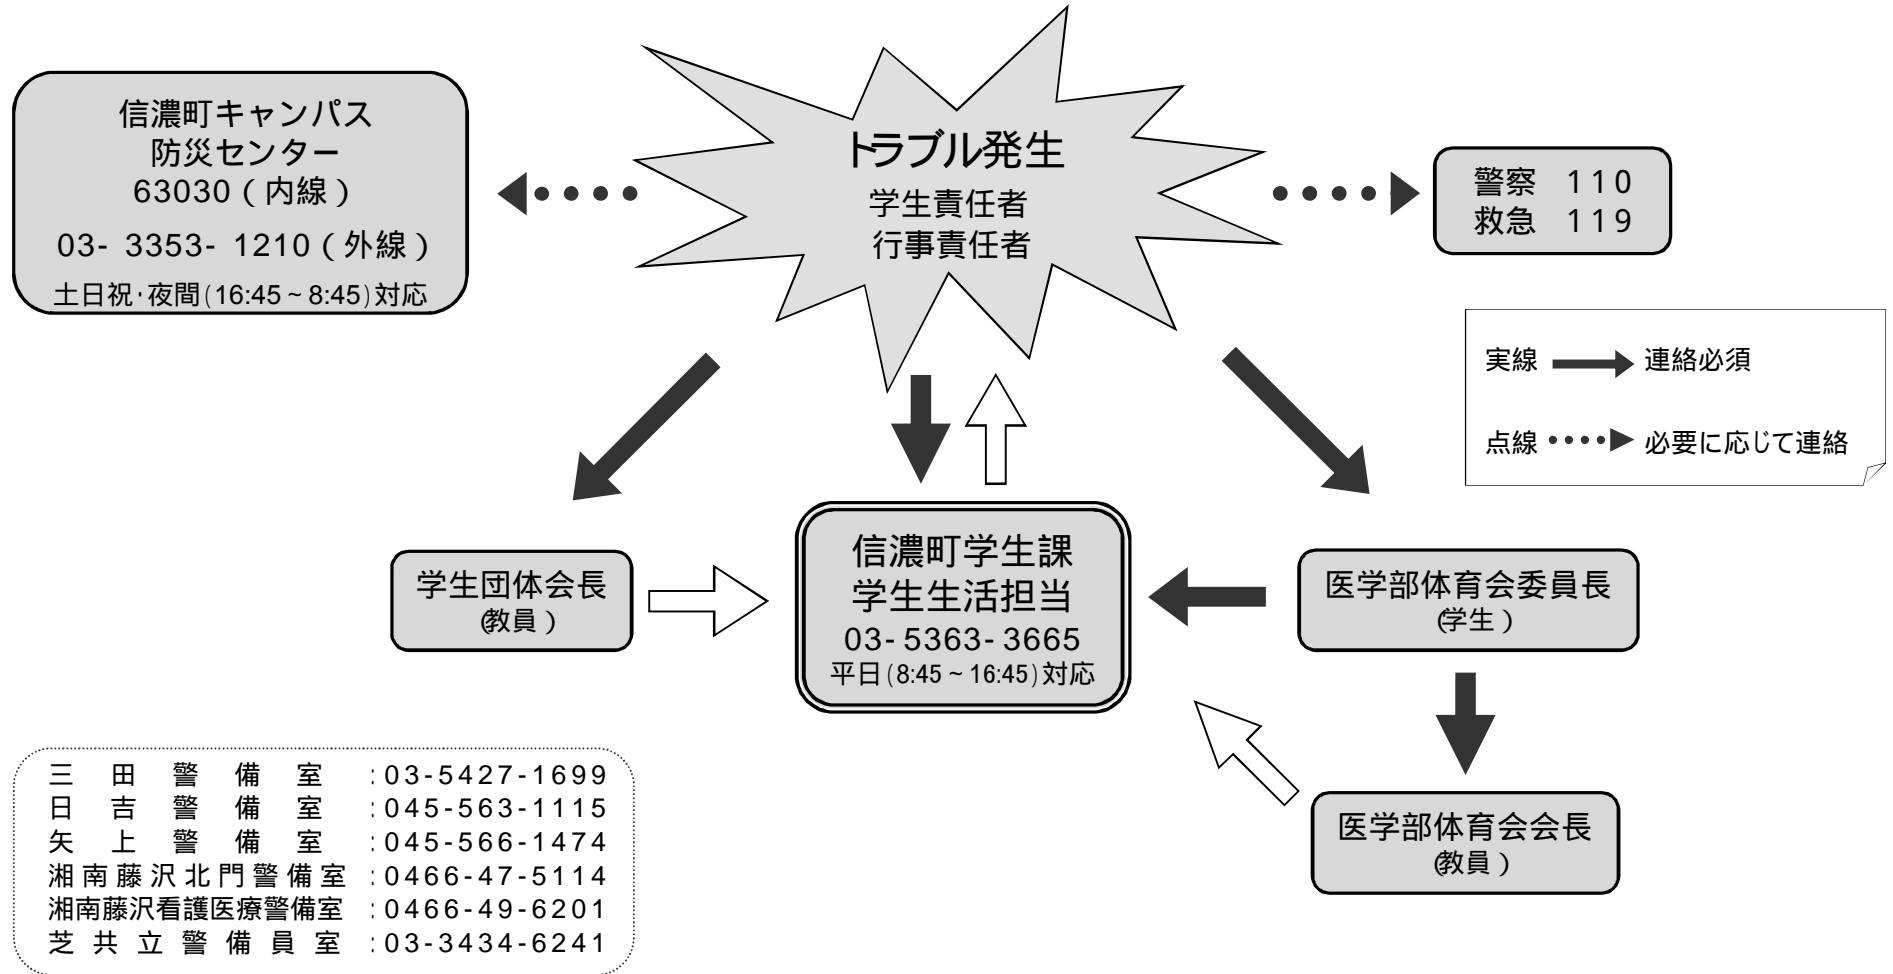 信濃町キャンパス
防災センター
63030（内線）
03- 3353- 1210（外線）
土日祝･夜間(16:45~8:45)対応
トラブル発生
学生責任者
行事責任者
警察 110
救急 119
実線 連絡必須
点線 必要に応じて連絡
学生団体会長
(教員）
信濃町学生課
学生生活担当
03- 5363- 3665
平日(8:45~16:45)対応
医学部体育会委員長
(学生）
医学部体育会会長
(教員）
三田警備室:03-5427-1699
日吉警備室:045-563-1115
矢上警備室:045-566-1474
湘南藤沢北門警備室:0466-47-5114
湘南藤沢看護医療警備室:0466-49-6201
芝共立警備員室:03-3434-6241